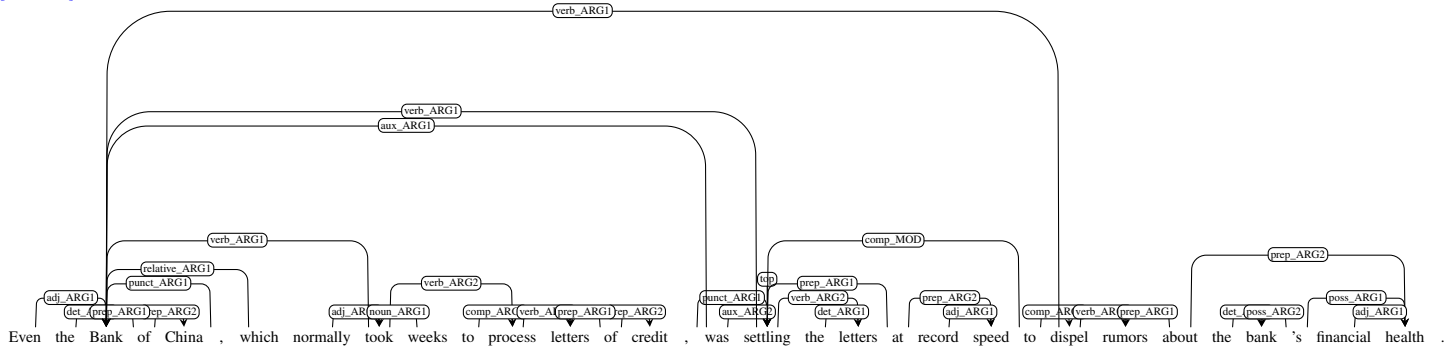 verb_ARG1
verb_ARG1
aux_ARG1
verb_ARG1 comp_MOD
prep_ARG2
relative_ARG1
top
punct_ARG1 verb_ARG2 prep_ARG1
adj_ARG1 punct_ARG1 verb_ARG2 prep_ARG2 poss_ARG1
prep_ARG1 noun_ARG1 prep_ARG1 aux_ARG2 det_ARG1 adj_ARG1 prep_ARG1 poss_ARG2 adj_ARG1
Even the Bank of China , which normally took weeks to process letters of credit , was settling the letters at record speed to dispel rumors about the bank 's financial health .